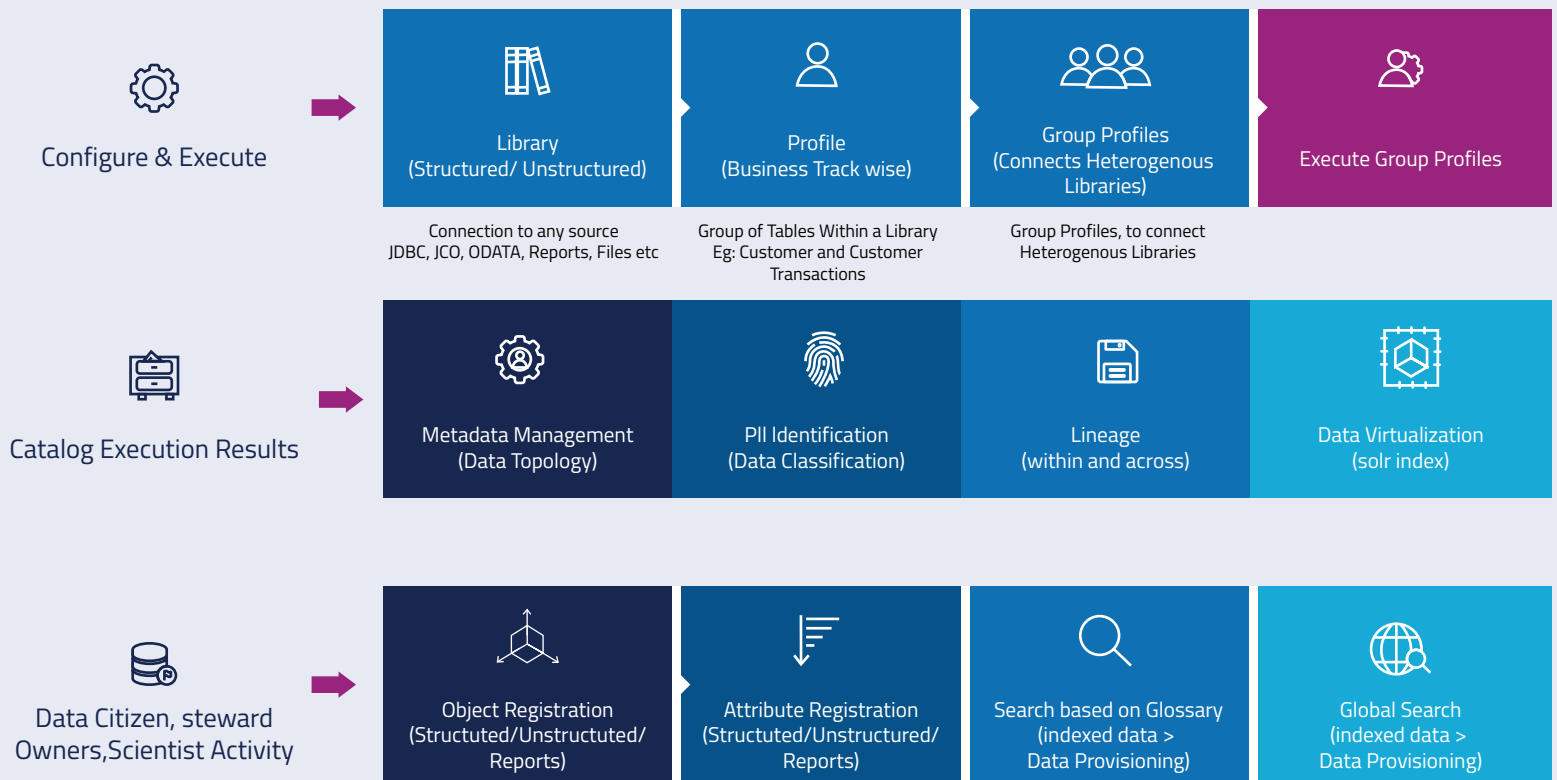 Configure & Execute
Library
(Structured/ Unstructured)
Profile
(Business Track wise)
Group Profiles
(Connects Heterogenous
Libraries)
Execute Group Profiles
Connection to any source
JDBC, JCO, ODATA, Reports, Files etc
Group of Tables Within a Library
Eg: Customer and Customer
Transactions
Group Profiles, to connect
Heterogenous Libraries
Catalog Execution Results
Metadata Management
(Data Topology)
PII Identification
(Data Classification)
Lineage
(within and across)
Data Virtualization
(solr index)
Data Citizen, steward
Owners,Scientist Activity
Object Registration
(Structuted/Unstructuted/
Reports)
Attribute Registration
(Structuted/Unstructured/
Reports)
Search based on Glossary
(indexed data >
Data Provisioning)
Global Search
(indexed data >
Data Provisioning)